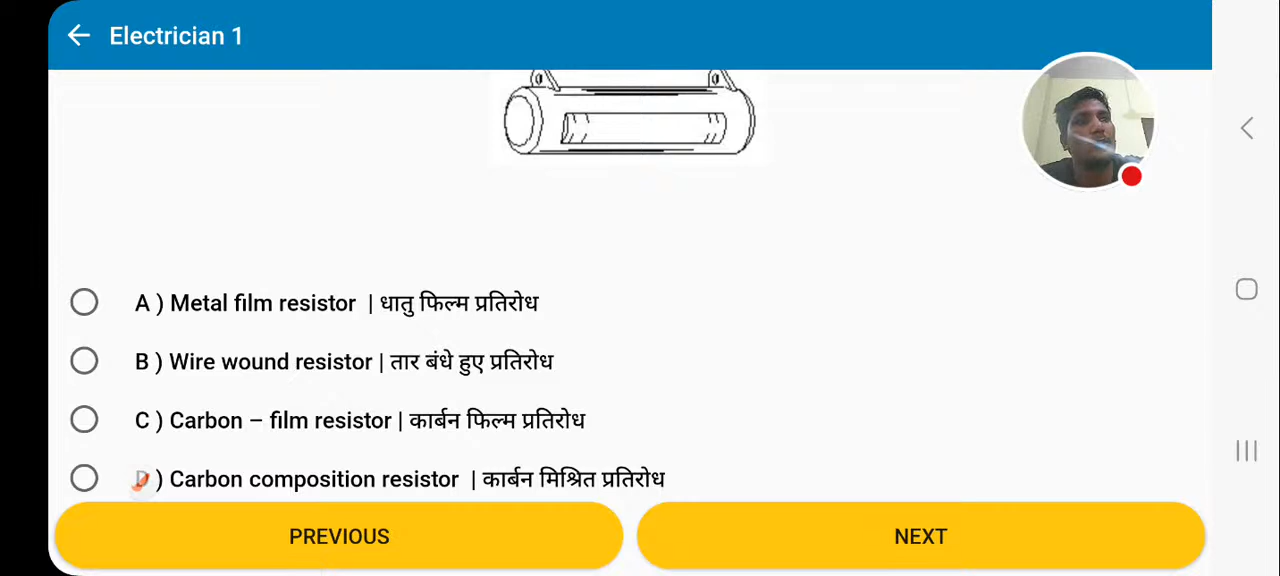 Electrician 1
A ) Metal film resistor | धातु फिल्म प्रतिरोध
B ) Wire wound resistor | तार बंधे हुए प्रतिरोध
C ) Carbon – film resistor | कार्बन फिल्म प्रतिरोध
D ) Carbon composition resistor | कार्बन मिश्रित प्रतिरोध
PREVIOUS
NEXT